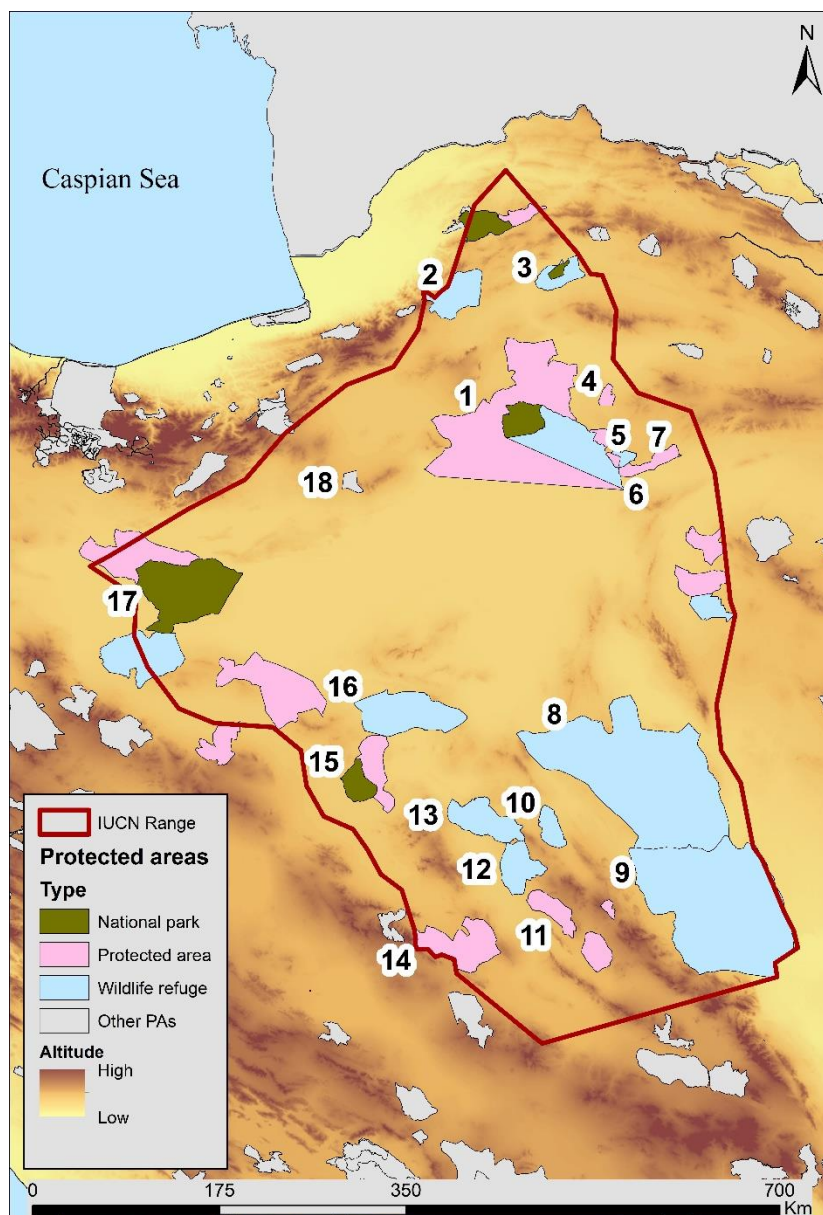 N
Caspian Sea
2
3
1
4
5
7
6
18
17
16
8
15
10
13
12
9
11
14
IUCN Range
Protected areas
Type
National park
Protected area
Wildlife refuge
Other PAs
Altitude
High
Low
0 175 350 700
Km